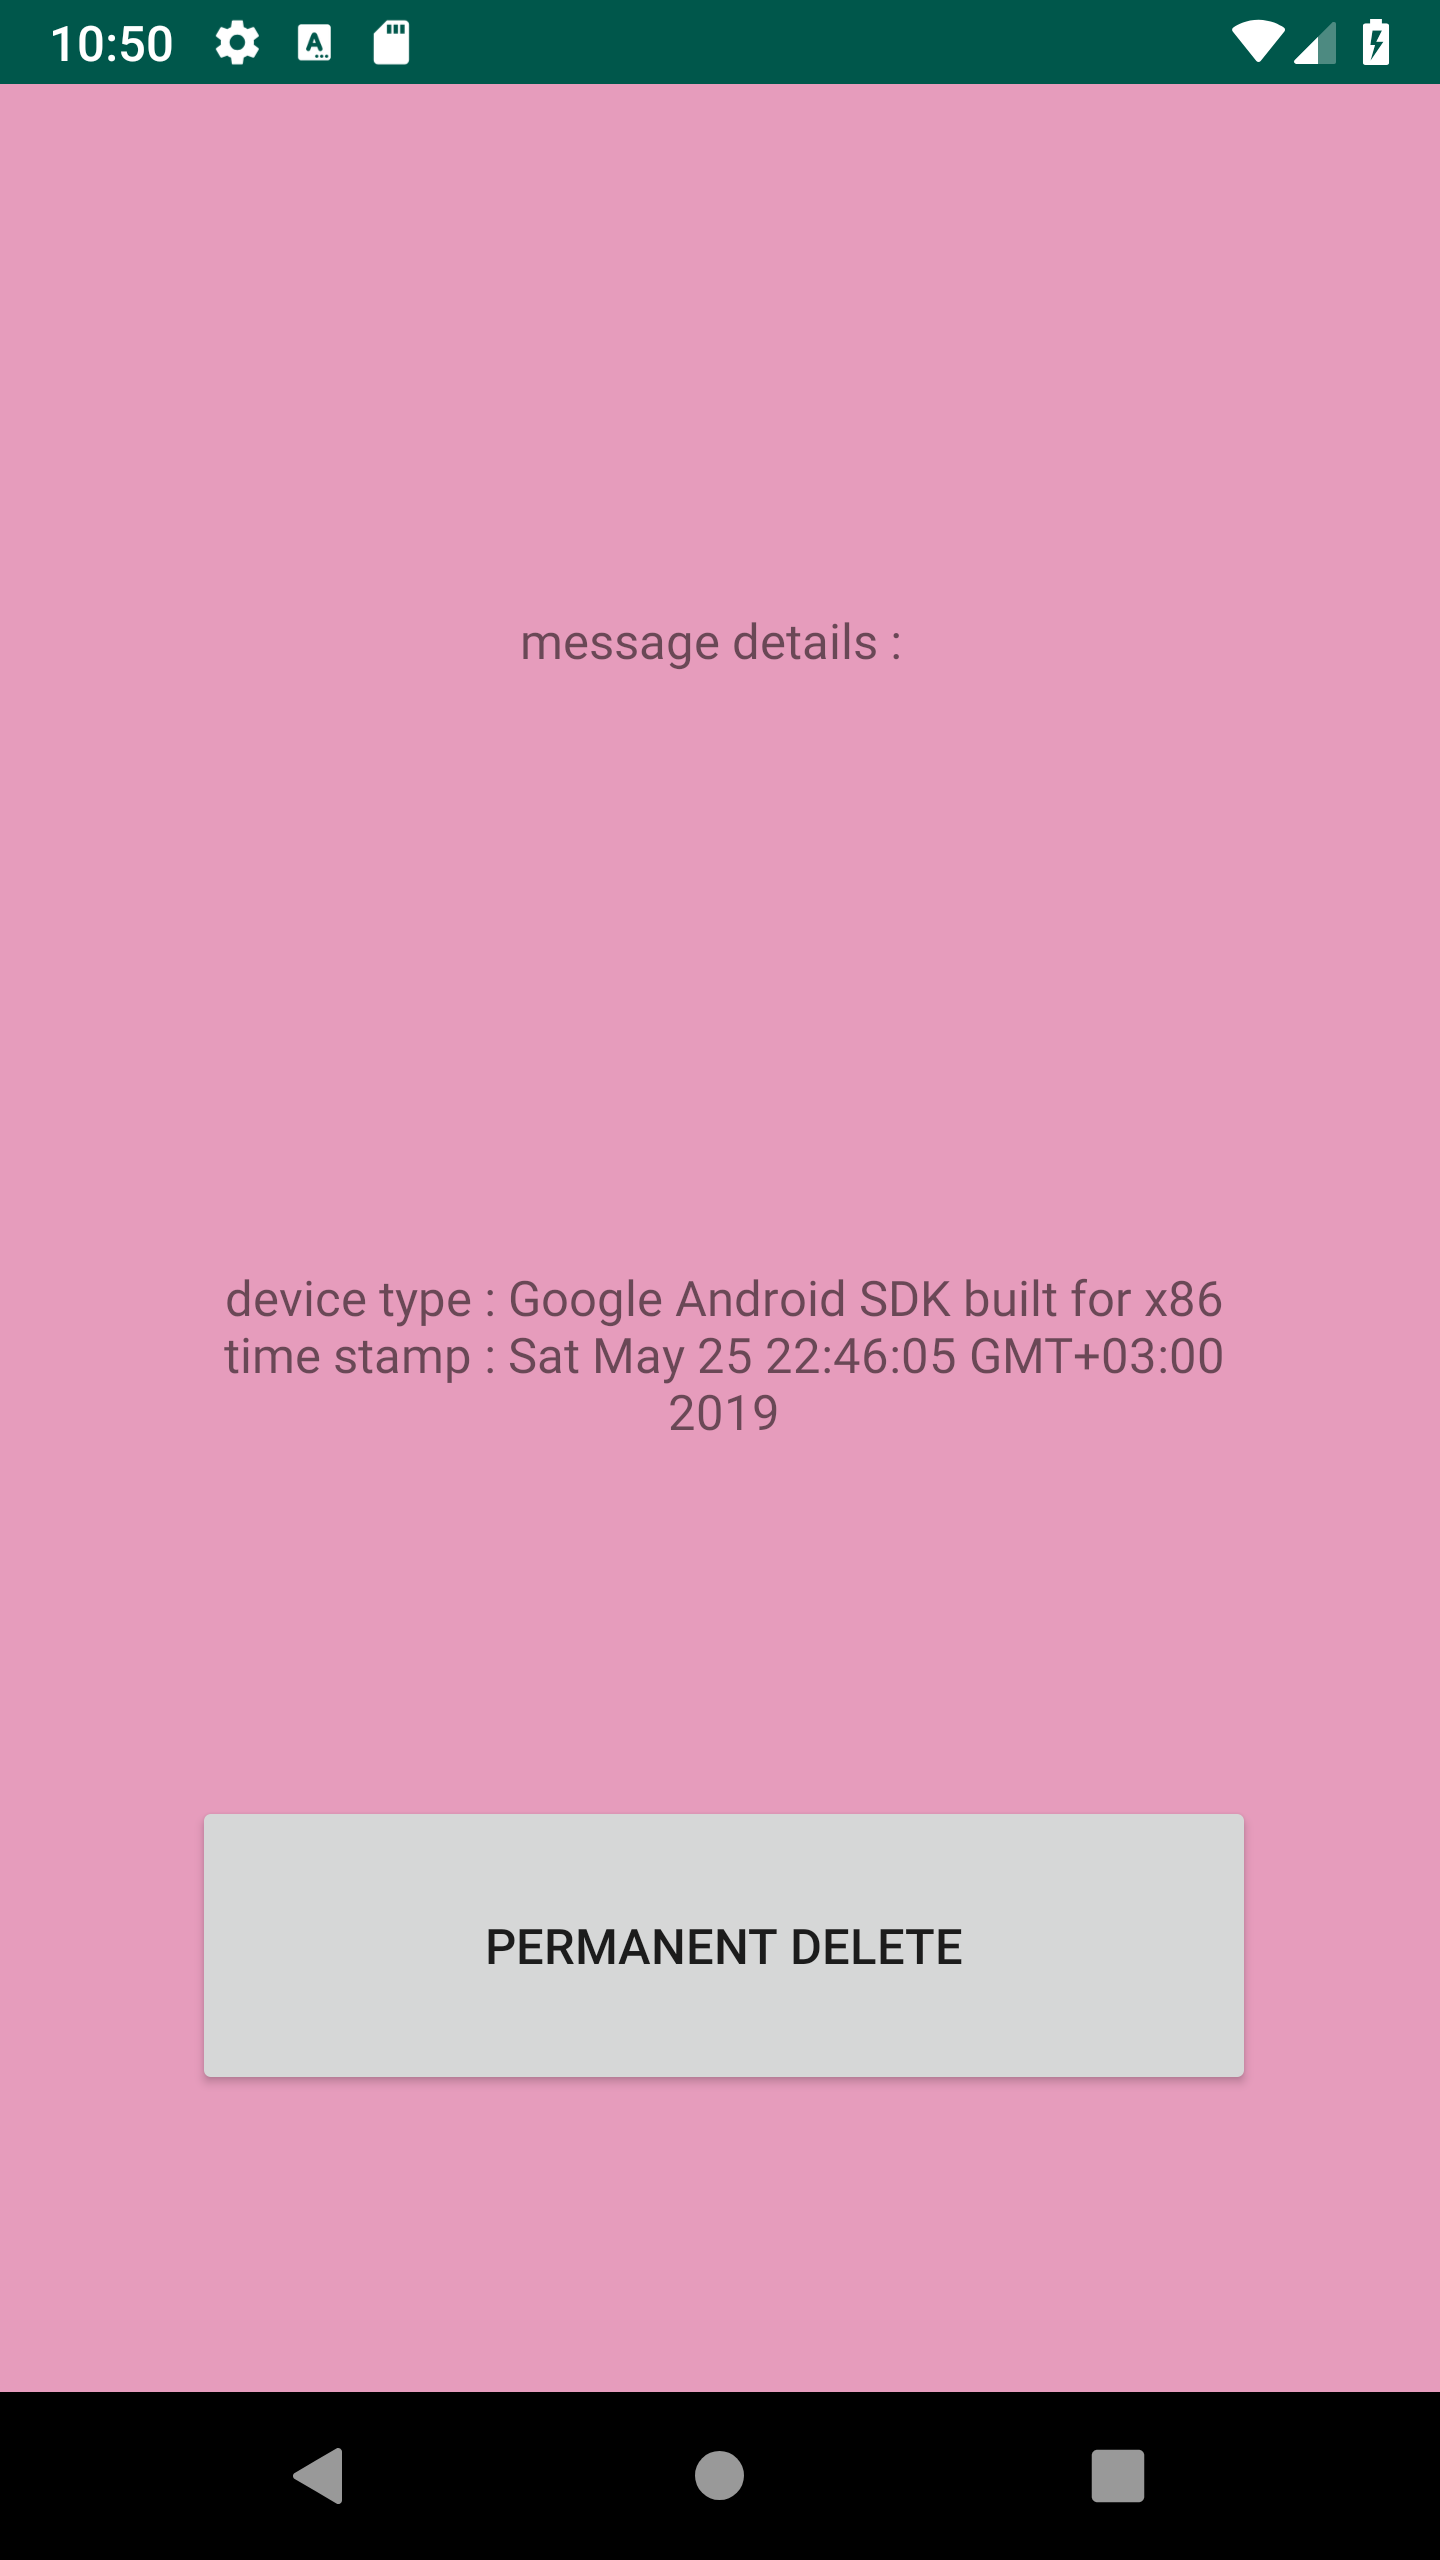 10:50
message details :
device type : Google Android SDK built for x86
time stamp : Sat May 25 22:46:05 GMT+03:00
2019
PERMANENT DELETE